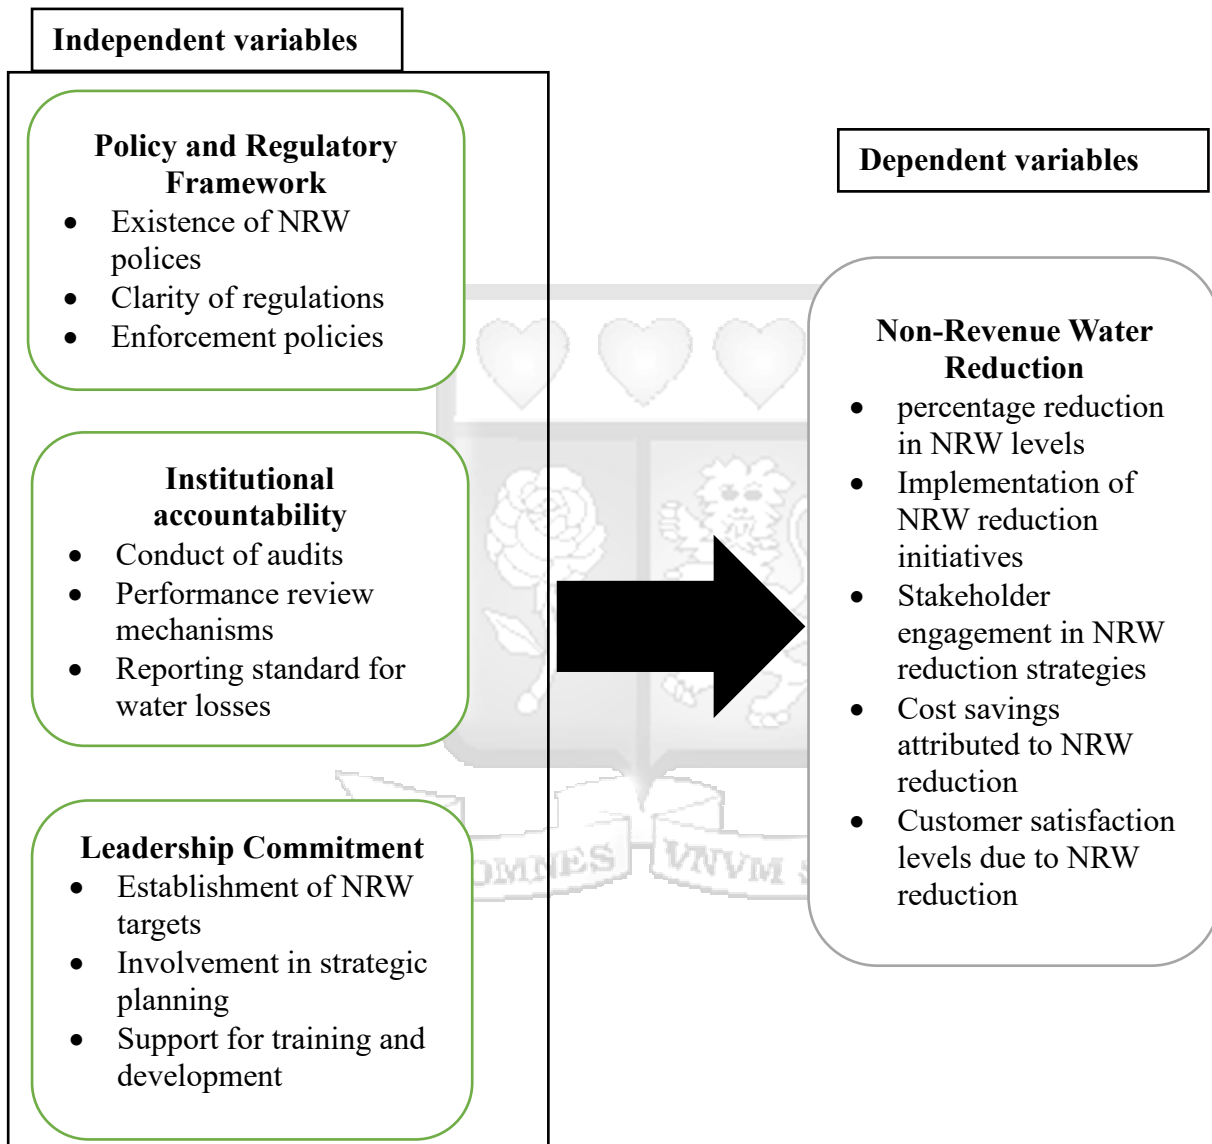 Independent variables
Policy and Regulatory
Framework
• Existence of NRW
polices
• Clarity of regulations
• Enforcement policies
Institutional
accountability
• Conduct of audits
• Performance review
mechanisms
• Reporting standard for
water losses
Leadership Commitment
• Establishment of NRW
targets
• Involvement in strategic
planning
• Support for training and
development
Dependent variables
Non-Revenue Water
Reduction
• percentage reduction
in NRW levels
• Implementation of
NRW reduction
initiatives
• Stakeholder
engagement in NRW
reduction strategies
• Cost savings
attributed to NRW
reduction
• Customer satisfaction
levels due to NRW
reduction
OMNES VNVM